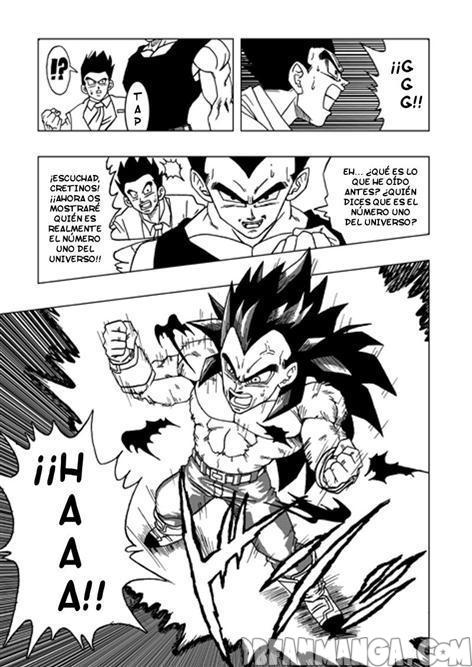 ¡¡G
G
G!!
TAP
!?
EH... ¿QUÉ ES LO
QUE HE OÍDO
ANTES? ¿QUIÉN
DICES QUE ES EL
NÚMERO UNO DEL
UNIVERSO?
¡ESCUCHAD,
CRETINOS!
¡¡AHORA OS
MOSTRARÉ
QUIÉN ES
REALMENTE
EL NÚMERO
UNO DEL
UNIVERSO!!
¡¡H
A
A
A!!
DBFANMANGA.COM